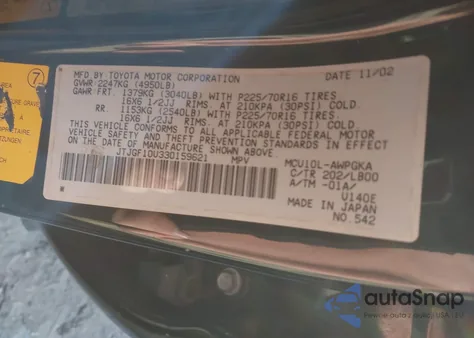 MFD BY TOYOTA MOTOR CORPORATION DATE 11/02
GVWR: 2247KG (4950LB)
GAWR: FRT. 1379KG (3040LB) WITH P225/70R16 TIRES
16X6 1/2JJ RIMS. AT 210KPA (30PSI) COLD.
RR. 1153KG (2540LB) WITH P225/70R16 TIRES
16X6 1/2JJ RIMS. AT 210KPA (30PSI) COLD.
THIS VEHICLE CONFORMS TO ALL APPLICABLE FEDERAL MOTOR
VEHICLE SAFETY AND THEFT PREVENTION STANDARDS IN EFFECT ON THE
DATE OF MANUFACTURE SHOWN ABOVE.
JTJGF10U33D159621 MPV
MCU10L-AWPGKA
C/TR 202/LB00
A/TM -01A/
U140E
MADE IN JAPAN
NO.542
7
autoSnap